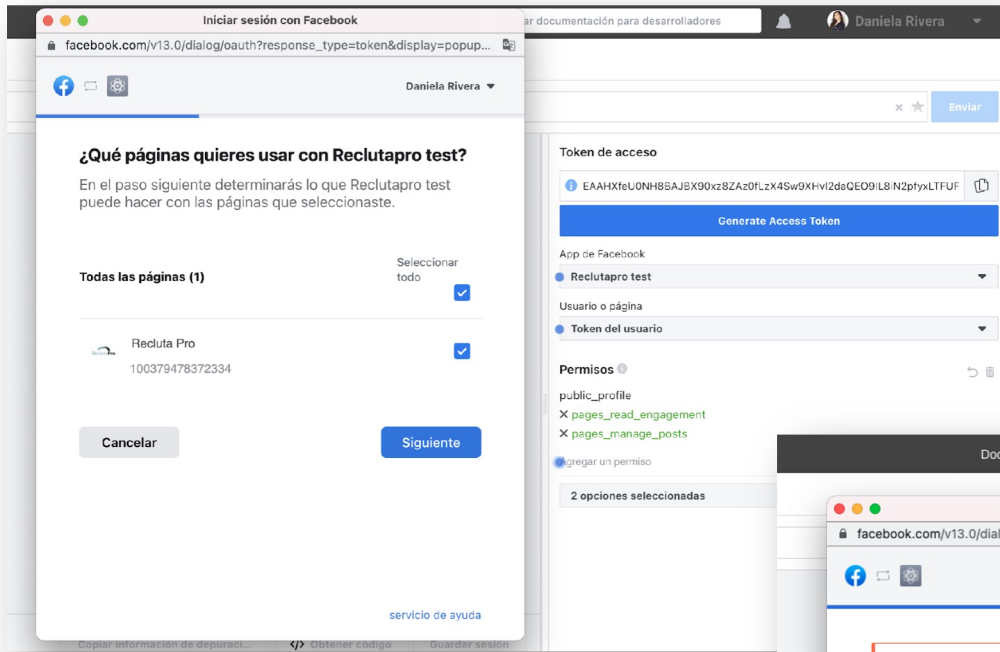 Iniciar sesión con Facebook
facebook.com/v13.0/dialog/oauth?response_type=token&display=popup...
Daniela Rivera
¿Qué páginas quieres usar con Reclutapro test?
En el paso siguiente determinarás lo que Reclutapro test
puede hacer con las páginas que seleccionaste.
Todas las páginas (1)
Seleccionar
todo
Recluta Pro
100379478372334
Cancelar
Siguiente
servicio de ayuda
Copiar información de depuraci...
</> Obtener código
Guardar sesión
ar documentación para desarrolladores
Daniela Rivera
Enviar
Token de acceso
Generate Access Token
App de Facebook
Reclutapro test
Usuario o página
Token del usuario
Permisos
public_profile
pages_read_engagement
pages_manage_posts
Agregar un permiso
2 opciones seleccionadas
Doc
facebook.com/v13.0/dial